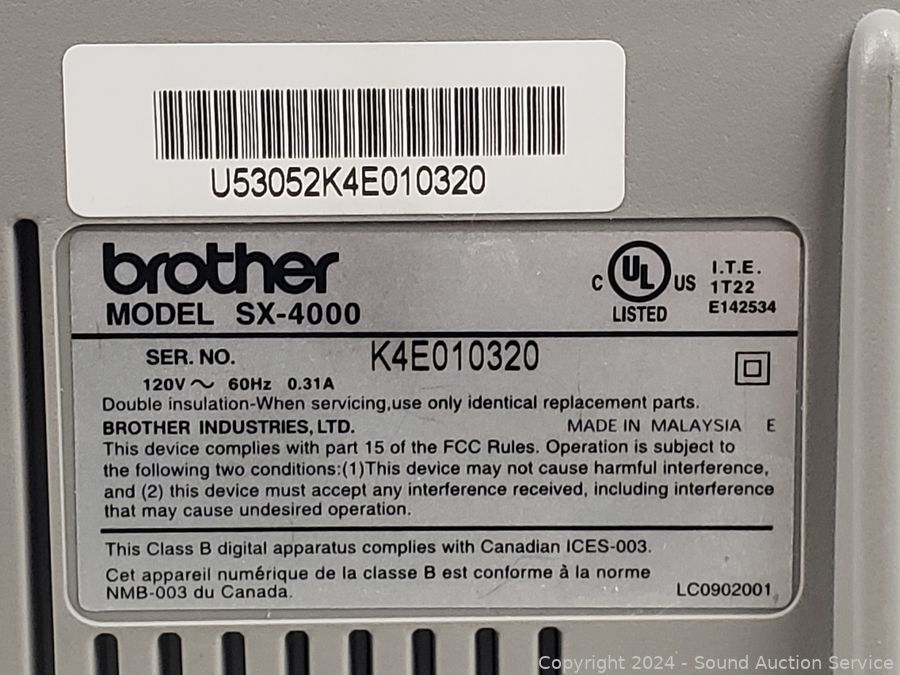 U53052K4E010320
brother
MODEL SX-4000
C UL US
LISTED
I.T.E.
1T22
E142534
SER. NO. K4E010320
120V ～ 60Hz 0.31A
Double insulation-When servicing,use only identical replacement parts.
BROTHER INDUSTRIES, LTD. MADE IN MALAYSIA E
This device complies with part 15 of the FCC Rules. Operation is subject to
the following two conditions:(1)This device may not cause harmful interference,
and (2) this device must accept any interference received, including interference
that may cause undesired operation.
This Class B digital apparatus complies with Canadian ICES-003.
Cet appareil numérique de la classe B est conforme à la norme
NMB-003 du Canada. LC0902001
Copyright 2024 - Sound Auction Service